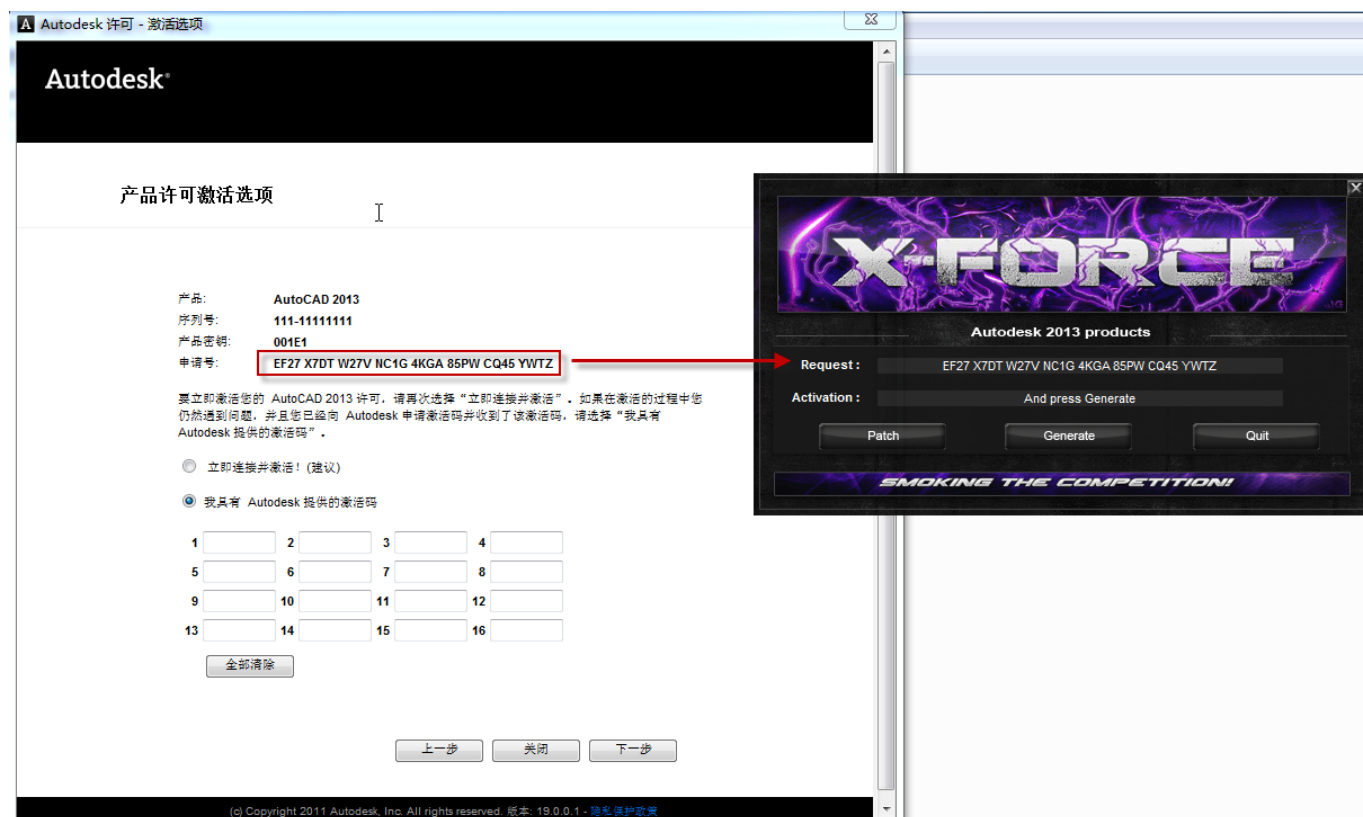 Autodesk 许可 - 激活选项
Autodesk
产品许可激活选项
产品: AutoCAD 2013
序列号: 111-11111111
产品密钥: 001E1
申请号: EF27 X7DT W27V NC1G 4KGA 85PW CQ45 YWTZ
要立即激活您的 AutoCAD 2013 许可，请再次选择“立即连接并激活”。如果在激活的过程中您
仍然遇到问题，并且您已经向 Autodesk 申请激活码并收到了该激活码，请选择“我具有
Autodesk 提供的激活码”。
立即连接并激活！(建议)
我具有 Autodesk 提供的激活码
1 2 3 4
5 6 7 8
9 10 11 12
13 14 15 16
全部清除
上一步 关闭 下一步
(c) Copyright 2011 Autodesk, Inc. All rights reserved. 版本: 19.0.0.1 - 隐私保护政策
X-FORCE
Autodesk 2013 products
Request : EF27 X7DT W27V NC1G 4KGA 85PW CQ45 YWTZ
Activation : And press Generate
Patch Generate Quit
SMOKING THE COMPETITION!